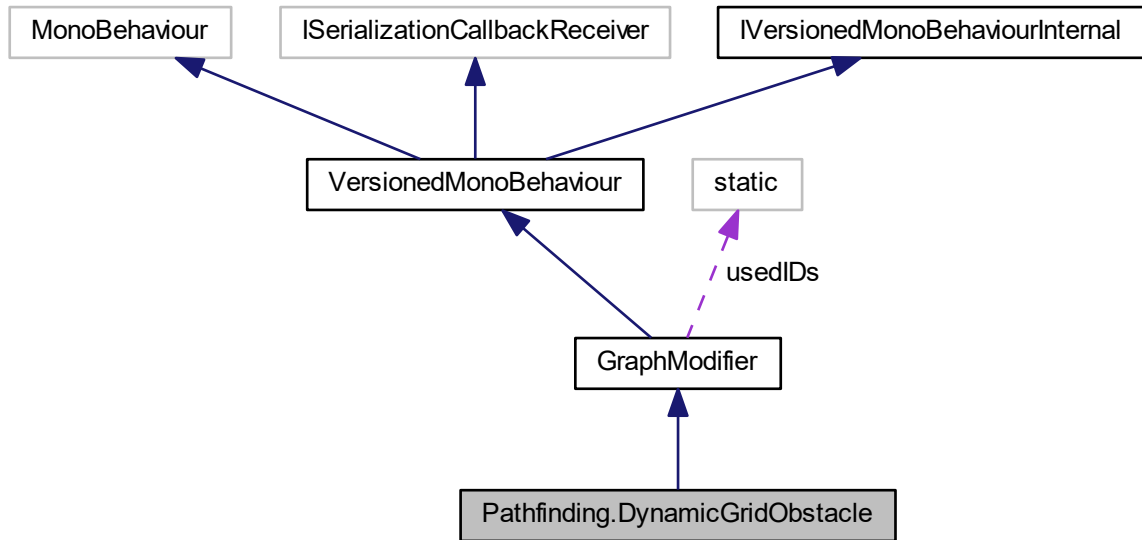 MonoBehaviour
ISerializationCallbackReceiver
IVersionedMonoBehaviourInternal
VersionedMonoBehaviour
static
usedIDs
GraphModifier
Pathfinding.DynamicGridObstacle